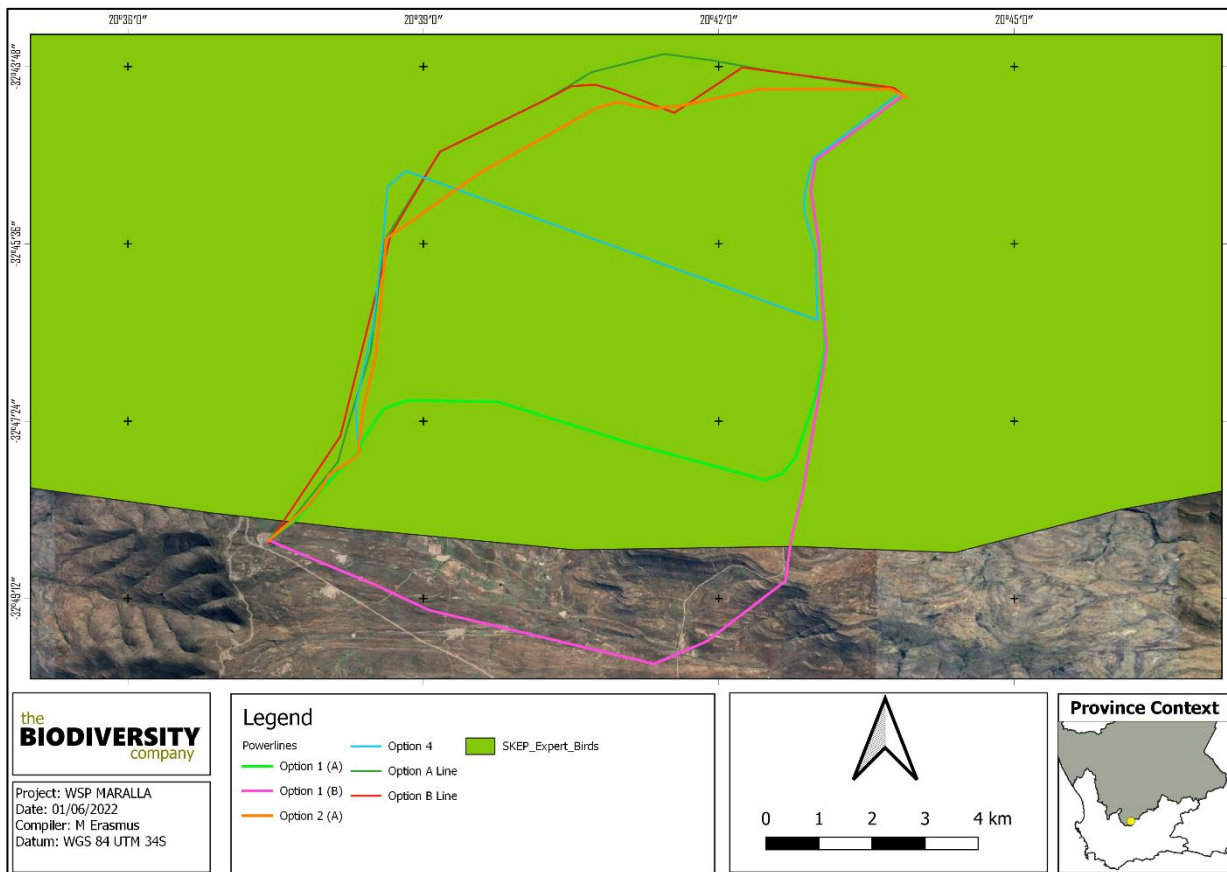 20°36'0" 20°39'0" 20°42'0" 20°45'0"
-32°43'48"
-32°45'36"
-32°47'24"
-32°49'12"
the
BIODIVERSITY
company
Project: WSP MARALLA
Date: 01/06/2022
Compiler: M Erasmus
Datum: WGS 84 UTM 34S
Legend
Powerlines
Option 1 (A)
Option 1 (B)
Option 2 (A)
Option 4
Option A Line
Option B Line
SKEP_Expert_Birds
0 1 2 3 4 km
Province Context